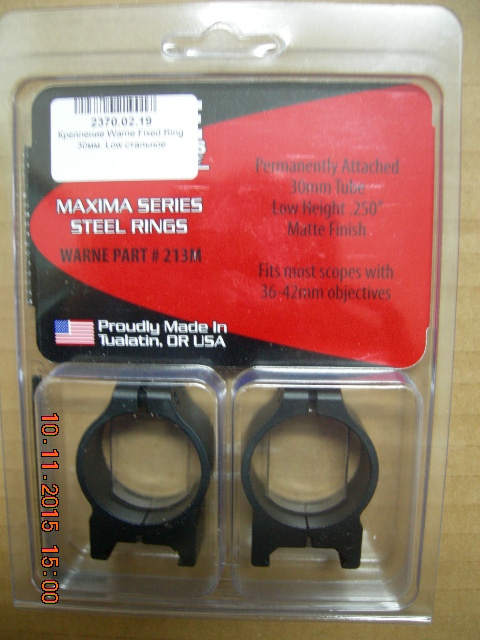 2370.02.19
Крепление Warne Fixed Ring
30мм, Low стальное
MAXIMA SERIES
STEEL RINGS
WARNE PART # 213M
Permanently Attached
30mm Tube
Low Height .250"
Matte Finish
Fits most scopes with
36-42mm objectives
Proudly Made In
Tualatin, OR USA
10.11.2015 15:00